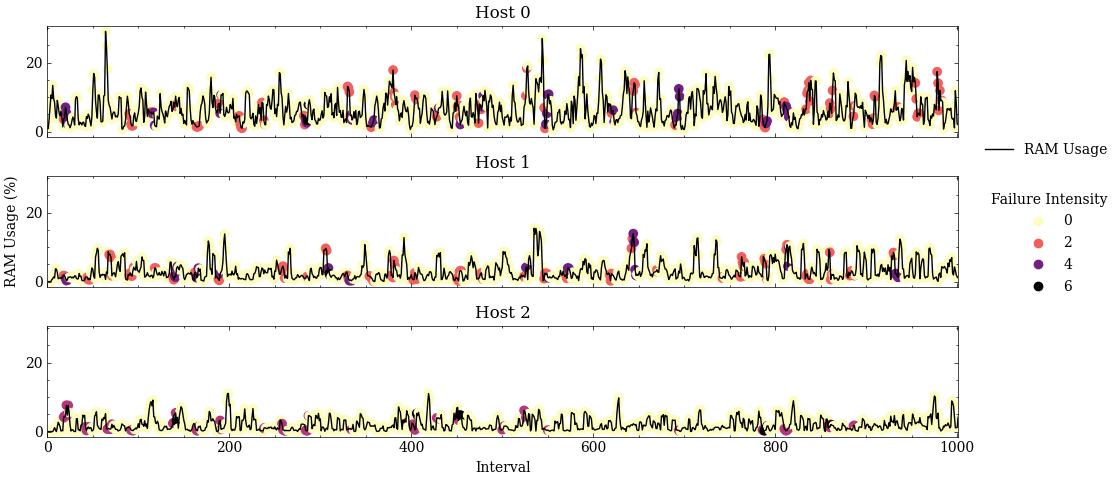 Host 0
20
0
Host 1
RAM Usage (%)
20
0
Host 2
20
0
0 200 400 600 800 1000
Interval
RAM Usage
Failure Intensity
0
2
4
6